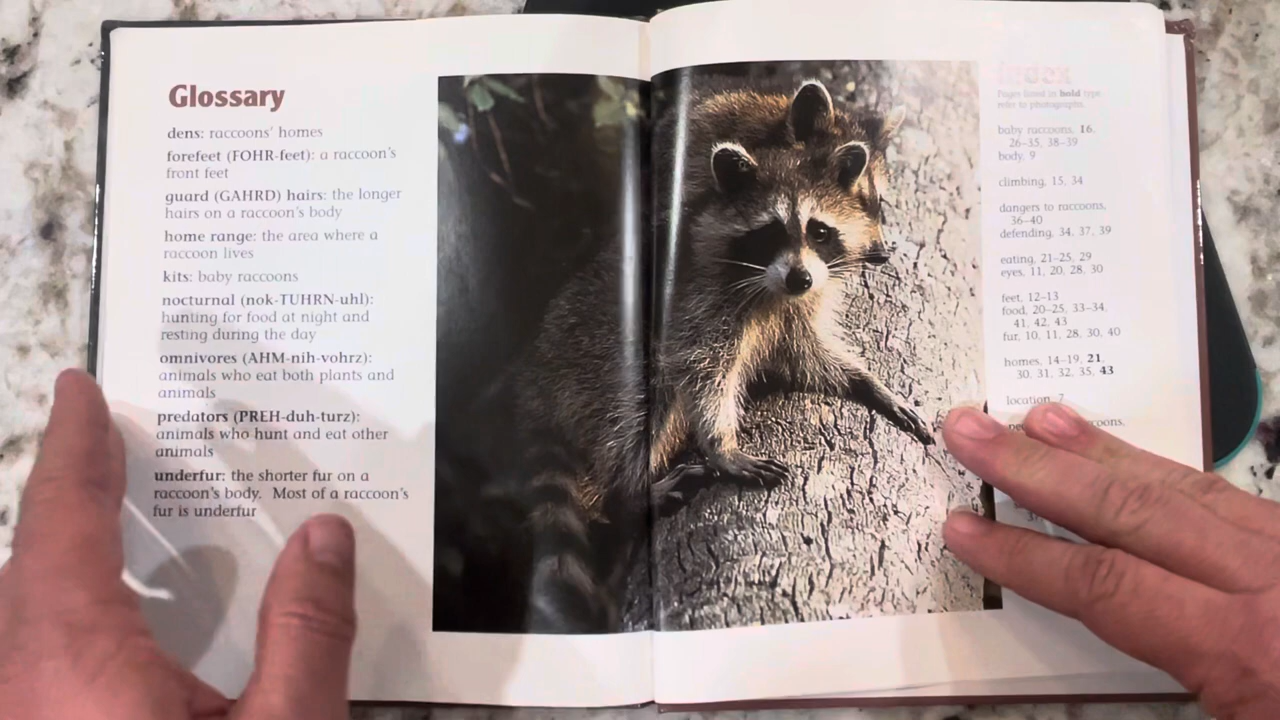 Glossary
dens: raccoons' homes
forefeet (FOHR-feet): a raccoon's
front feet
guard (GAHRD) hairs: the longer
hairs on a raccoon's body
home range: the area where a
raccoon lives
kits: baby raccoons
nocturnal (nok-TUHRN-uhl):
hunting for food at night and
resting during the day
omnivores (AHM-nih-vohrz):
animals who eat both plants and
animals
predators (PREH-duh-turz):
animals who hunt and eat other
animals
underfur: the shorter fur on a
raccoon's body. Most of a raccoon's
fur is underfur
Index
Pages listed in bold type
refer to photographs.
baby raccoons, 16,
26-35, 38-39
body, 9
climbing, 15, 34
dangers to raccoons,
36-40
defending, 34, 37, 39
eating, 21-25, 29
eyes, 11, 20, 28, 30
feet, 12-13
food, 20-25, 33-34,
41, 42, 43
fur, 10, 11, 28, 30, 40
homes, 14-19, 21,
30, 31, 32, 35, 43
location, 7